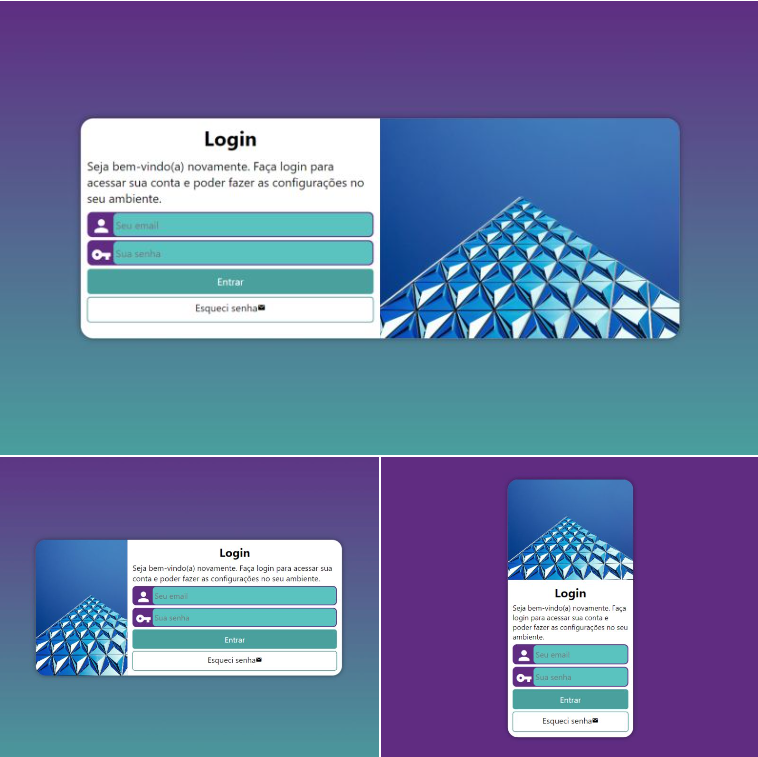 Login
Seja bem-vindo(a) novamente. Faça login para
acessar sua conta e poder fazer as configurações no
seu ambiente.
Seu email
Sua senha
Entrar
Esqueci senha
Login
Seja bem-vindo(a) novamente. Faça login para acessar sua
conta e poder fazer as configurações no seu ambiente.
Seu email
Sua senha
Entrar
Esqueci senha
Login
Seja bem-vindo(a) novamente. Faça
login para acessar sua conta e
poder fazer as configurações no seu
ambiente.
Seu email
Sua senha
Entrar
Esqueci senha